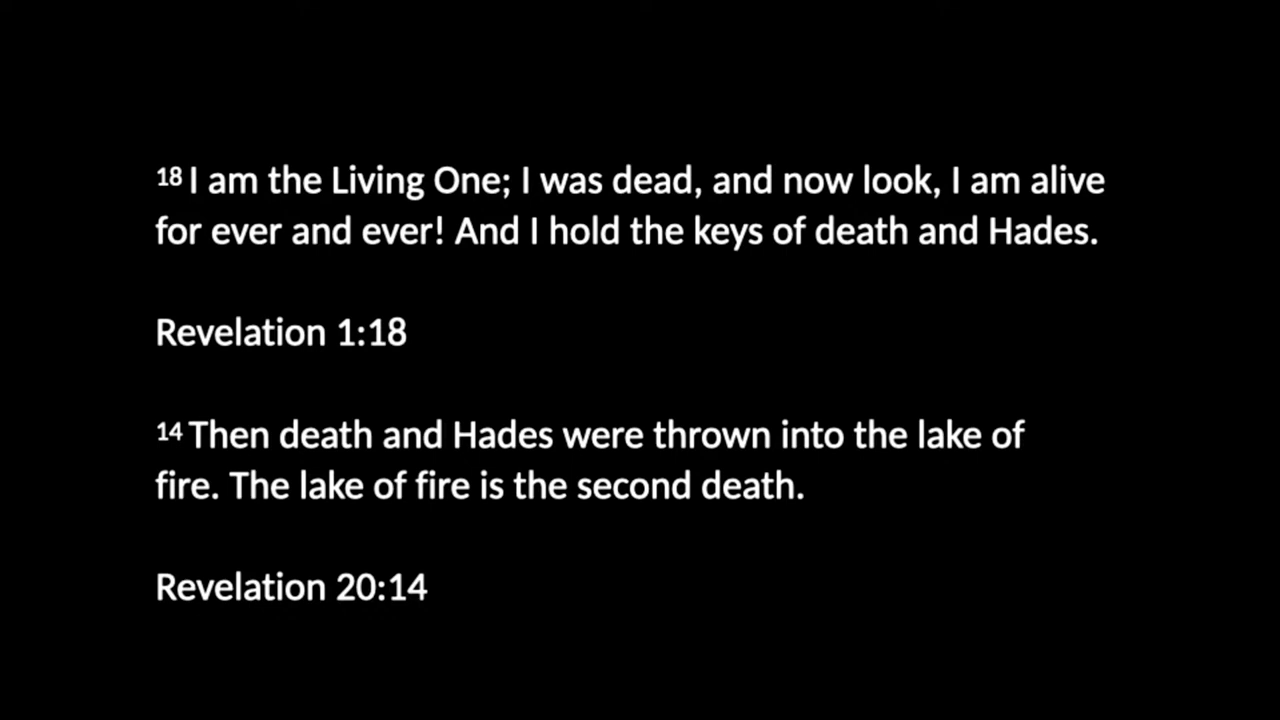 18 I am the Living One; I was dead, and now look, I am alive
for ever and ever! And I hold the keys of death and Hades.
Revelation 1:18
14 Then death and Hades were thrown into the lake of
fire. The lake of fire is the second death.
Revelation 20:14